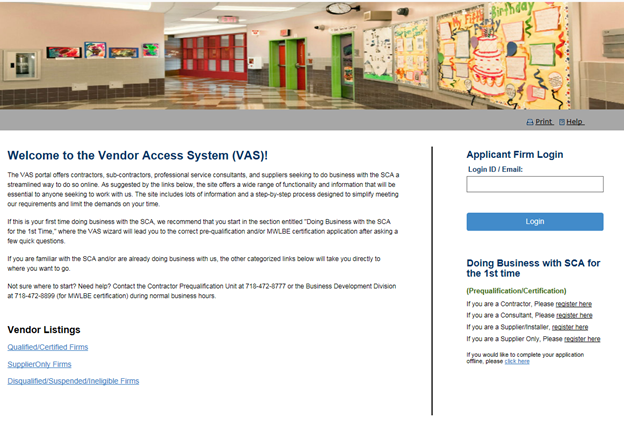 My Fifth Birthday
Party
Print
Help
Welcome to the Vendor Access System (VAS)!
The VAS portal offers contractors, sub-contractors, professional service consultants, and suppliers seeking to do business with the SCA a
streamlined way to do so online. As suggested by the links below, the site offers a wide range of functionality and information that will be
essential to anyone seeking to work with us. The site includes lots of information and a step-by-step process designed to simplify meeting
our requirements and limit the demands on your time.
If this is your first time doing business with the SCA, we recommend that you start in the section entitled "Doing Business with the SCA
for the 1st Time," where the VAS wizard will lead you to the correct pre-qualification and/or MWLBE certification application after asking a
few quick questions.
If you are familiar with the SCA and/or are already doing business with us, the other categorized links below will take you directly to
where you want to go.
Not sure where to start? Need help? Contact the Contractor Prequalification Unit at 718-472-8777 or the Business Development Division
at 718-472-8899 (for MWLBE certification) during normal business hours.
Vendor Listings
Qualified/Certified Firms
SupplierOnly Firms
Disqualified/Suspended/Ineligible Firms
Applicant Firm Login
Login ID / Email:
Login
Doing Business with SCA for
the 1st time
(Prequalification/Certification)
If you are a Contractor, Please register here
If you are a Consultant, Please register here
If you are a Supplier/Installer, register here
If you are a Supplier Only, Please register here
If you would like to complete your application
offline, please click here